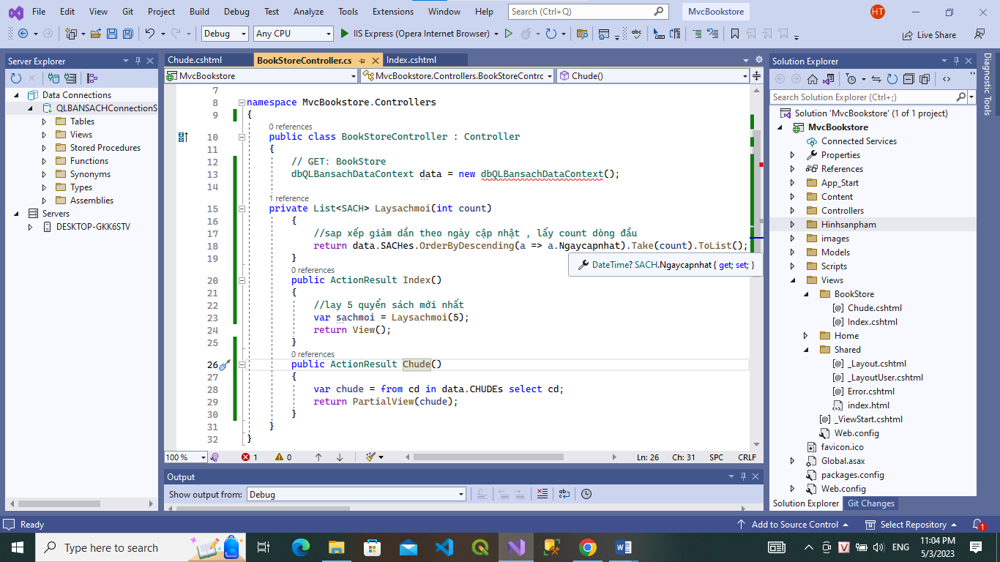 File Edit View Git Project Build Debug Test Analyze Tools Extensions Window Help Search (Ctrl+Q) MvcBookstore HT
Debug Any CPU IIS Express (Opera Internet Browser) Live Share
Server Explorer
Data Connections
QLBANSACHConnectionS
Tables
Views
Stored Procedures
Functions
Synonyms
Types
Assemblies
Servers
DESKTOP-GKK6STV
Chude.cshtml BookStoreController.cs Index.cshtml
MvcBookstore MvcBookstore.Controllers.BookStoreContrc Chude()
7
8 namespace MvcBookstore.Controllers
9 {
0 references
10 public class BookStoreController : Controller
11 {
12 // GET: BookStore
13 dbQLBansachDataContext data = new dbQLBansachDataContext();
14
1 reference
15 private List<SACH> Laysachmoi(int count)
16 {
17 //sap xếp giảm dần theo ngày cập nhật , lấy count dòng đầu
18 return data.SACHes.OrderByDescending(a => a.Ngaycapnhat).Take(count).ToList();
19 }
DateTime? SACH.Ngaycapnhat { get; set; }
0 references
20 public ActionResult Index()
21 {
22 //lay 5 quyển sách mới nhất
23 var sachmoi = Laysachmoi(5);
24 return View();
25 }
0 references
26 public ActionResult Chude()
27 {
28 var chude = from cd in data.CHUDEs select cd;
29 return PartialView(chude);
30 }
31 }
32 }
100 % 1 0 Ln: 26 Ch: 31 SPC CRLF
Output
Show output from: Debug
Solution Explorer
Search Solution Explorer (Ctrl+;)
Solution 'MvcBookstore' (1 of 1 project)
MvcBookstore
Connected Services
Properties
References
App_Start
Content
Controllers
Hinhsanpham
images
Models
Scripts
Views
BookStore
Chude.cshtml
Index.cshtml
Home
Shared
_Layout.cshtml
_LayoutUser.cshtml
Error.cshtml
index.html
_ViewStart.cshtml
Web.config
favicon.ico
Global.asax
packages.config
Web.config
Solution Explorer Git Changes
Diagnostic Tools
Ready Add to Source Control Select Repository 1
Type here to search
V ENG
11:04 PM
5/3/2023